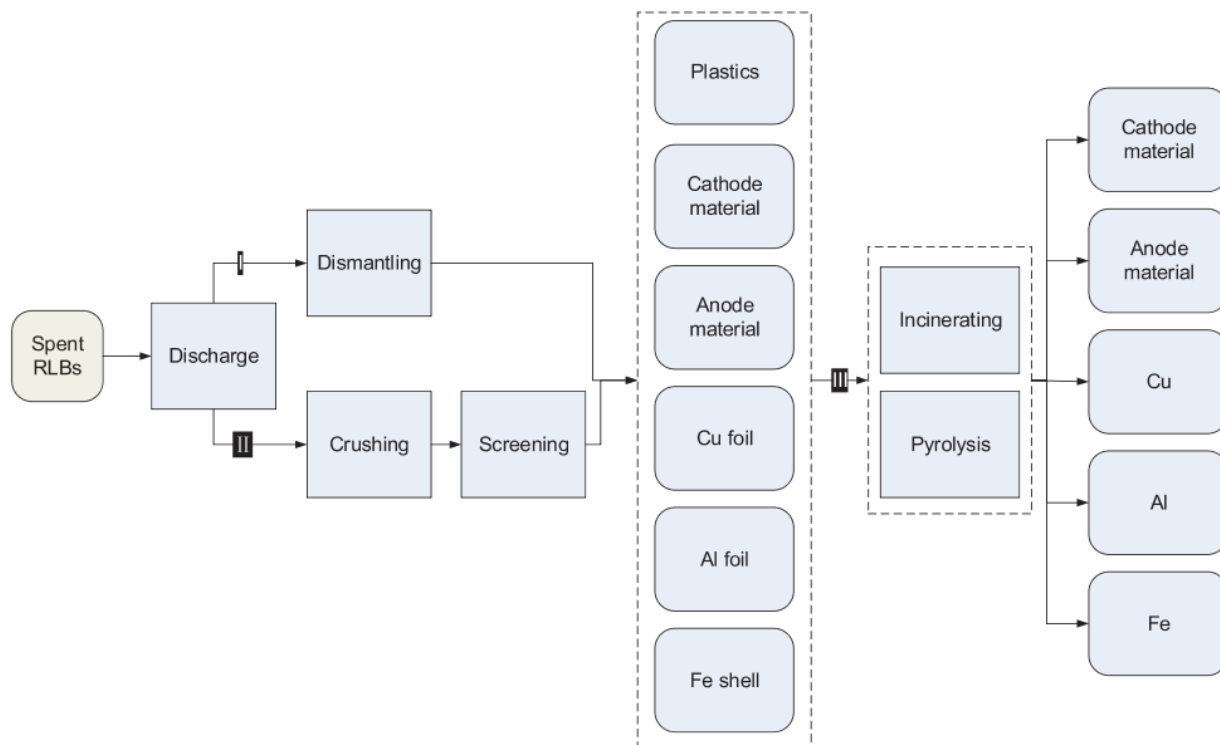 Spent
RLBs
Discharge
I
Dismantling
II
Crushing
Screening
Plastics
Cathode
material
Anode
material
Cu foil
Al foil
Fe shell
III
Incinerating
Pyrolysis
Cathode
material
Anode
material
Cu
Al
Fe